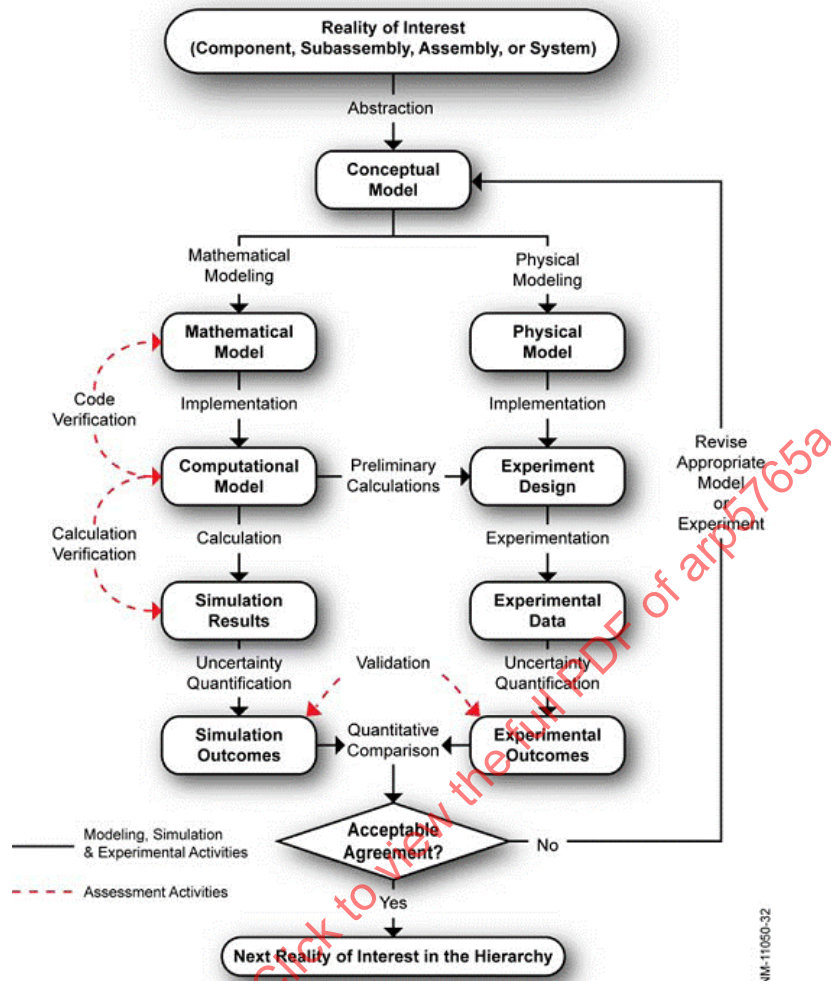 Reality of Interest
(Component, Subassembly, Assembly, or System)
Abstraction
Conceptual
Model
Mathematical
Modeling
Physical
Modeling
Mathematical
Model
Physical
Model
Code
Verification
Implementation
Implementation
Computational
Model
Preliminary
Calculations
Experiment
Design
Revise
Appropriate
Model
or
Experiment
Calculation
Verification
Calculation
Experimentation
Simulation
Results
Experimental
Data
Uncertainty
Quantification
Validation
Uncertainty
Quantification
Simulation
Outcomes
Quantitative
Comparison
Experimental
Outcomes
Modeling, Simulation
& Experimental Activities
Acceptable
Agreement?
No
Assessment Activities
Yes
Next Reality of Interest in the Hierarchy
NM-11050-32
Click to view the full PDF of arp5765a